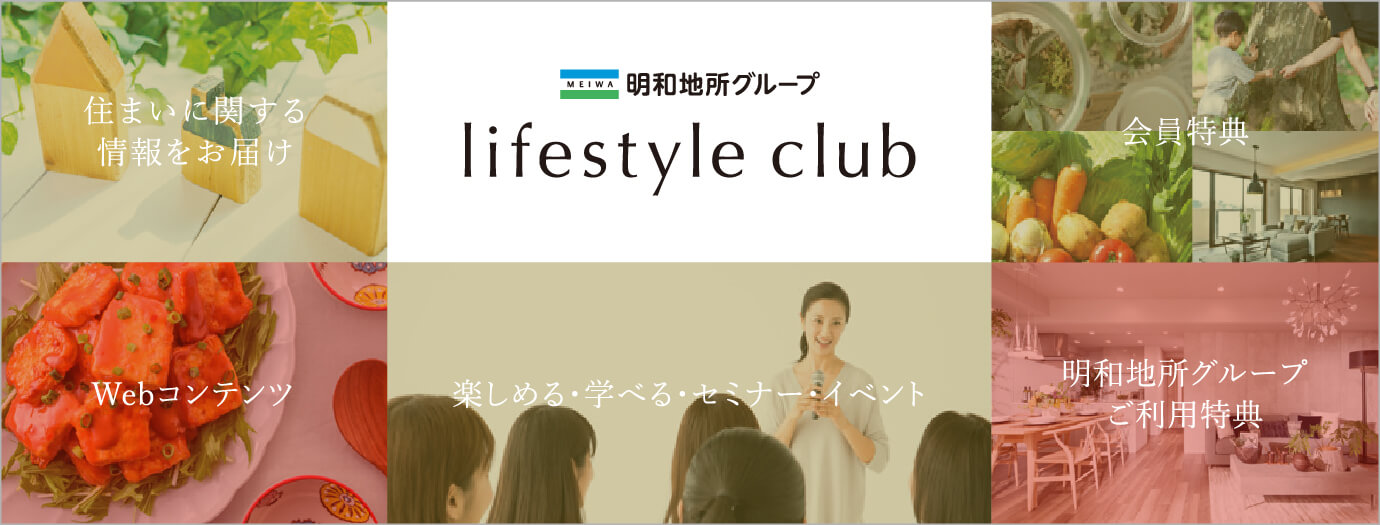 住まいに関する
情報をお届け
MEIWA 明和地所グループ
lifestyle club
会員特典
Webコンテンツ
楽しめる・学べる・セミナー・イベント
明和地所グループ
ご利用特典